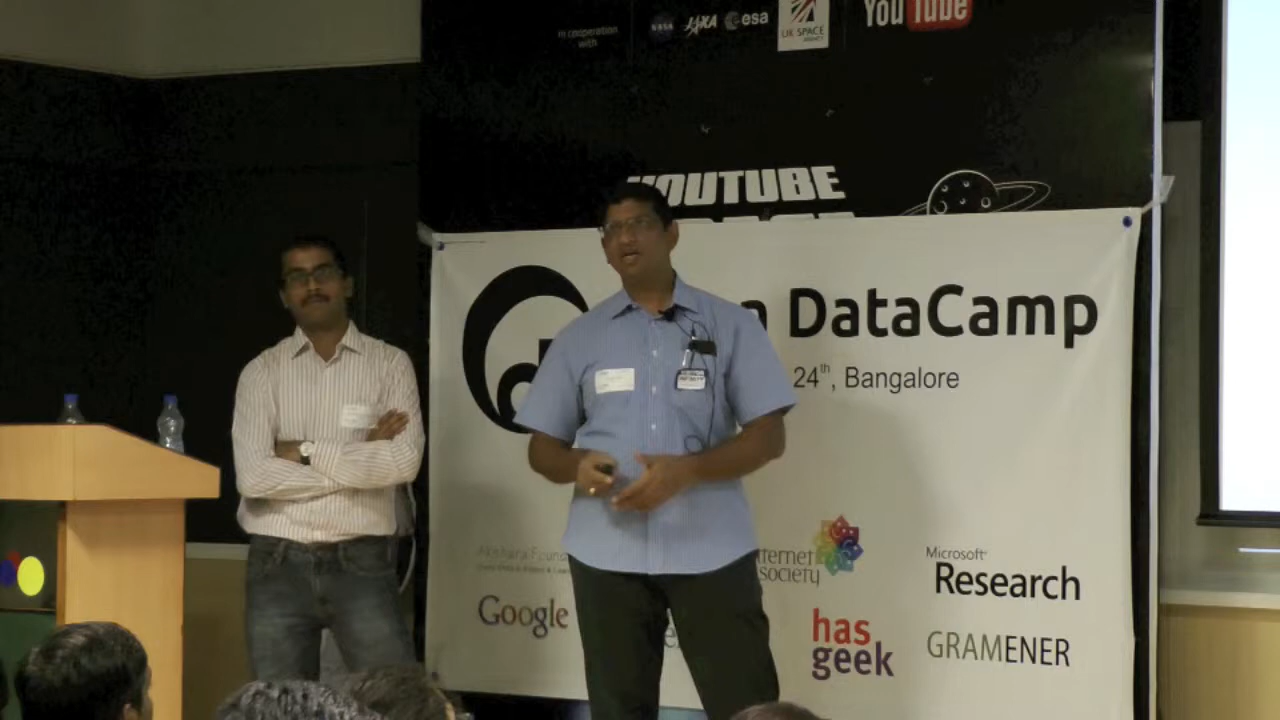 in cooperation
with
NASA
JAXA
esa
UK SPACE
AGENCY
YouTube
YOUTUBE
DataCamp
24th, Bangalore
Akshara
Internet
Society
Microsoft
Research
Google
has
geek
GRAMENER